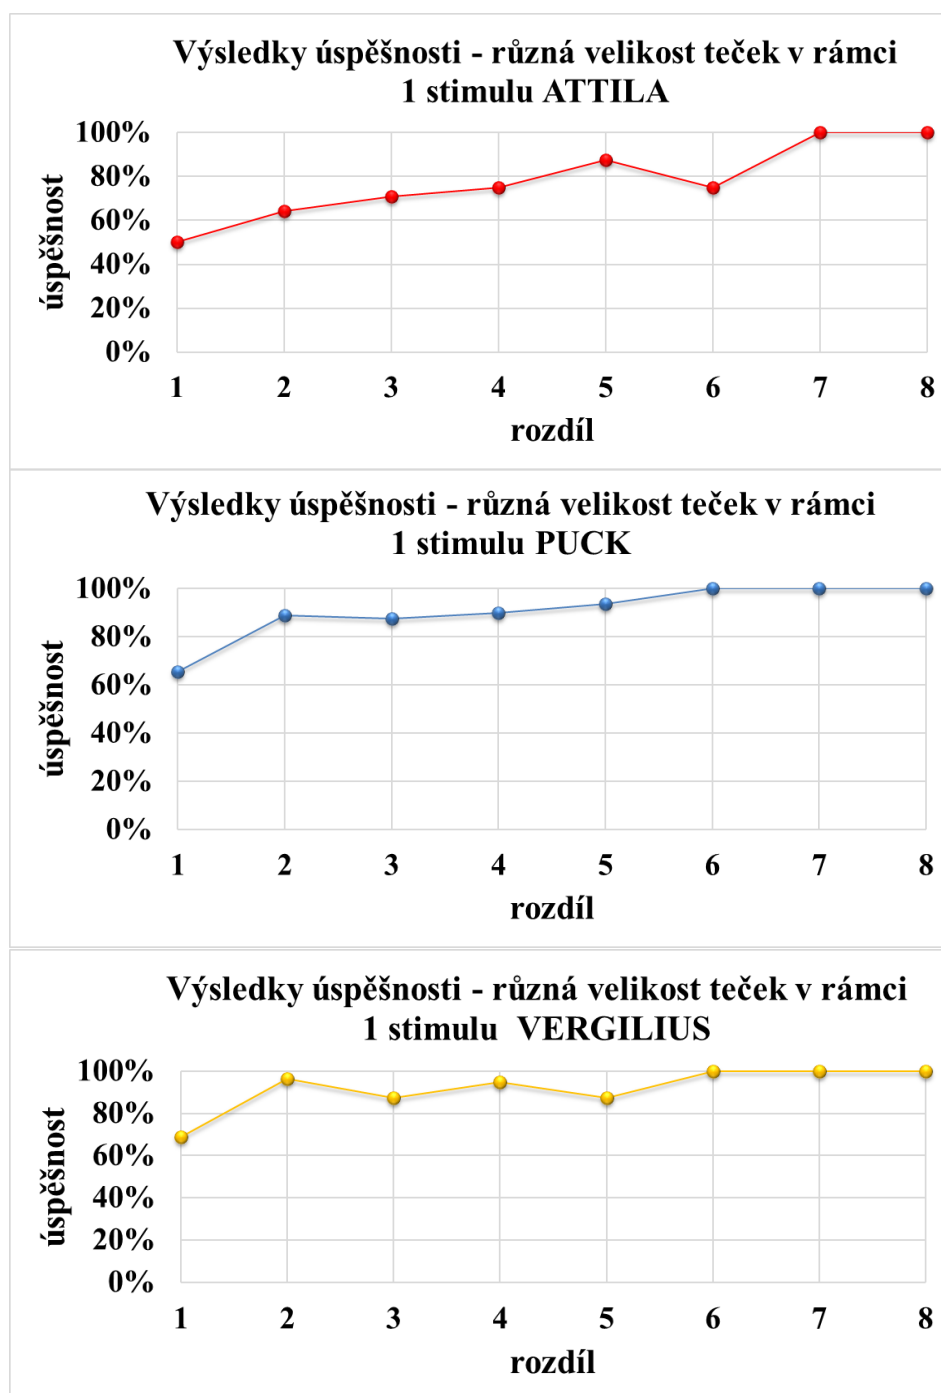 Výsledky úspěšnosti - různá velikost teček v rámci
1 stimulu ATTILA
100%
80%
60%
40%
20%
0%
úspěšnost
1 2 3 4 5 6 7 8
rozdíl
Výsledky úspěšnosti - různá velikost teček v rámci
1 stimulu PUCK
100%
80%
60%
40%
20%
0%
úspěšnost
1 2 3 4 5 6 7 8
rozdíl
Výsledky úspěšnosti - různá velikost teček v rámci
1 stimulu VERGILIUS
100%
80%
60%
40%
20%
0%
úspěšnost
1 2 3 4 5 6 7 8
rozdíl